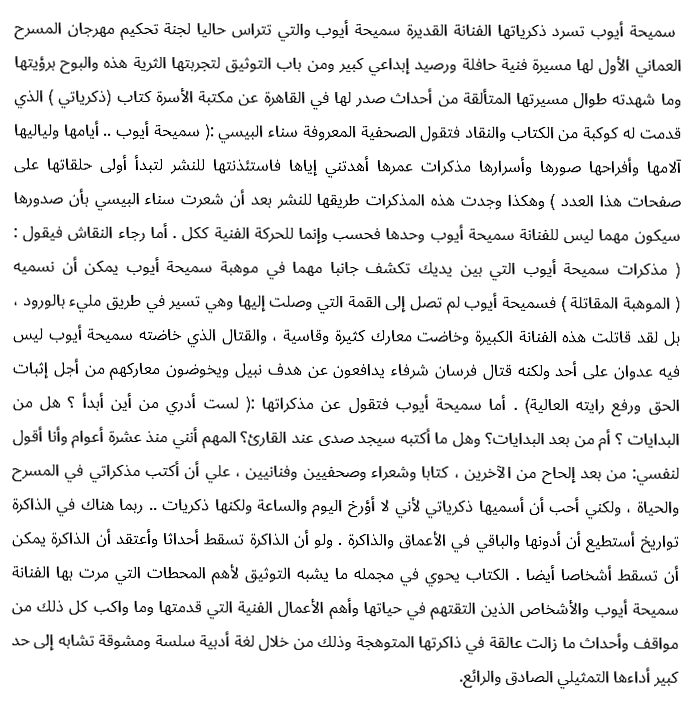 سميحة أيوب تسرد ذكرياتها الفنانة القديرة سميحة أيوب والتي تتراس حاليا لجنة تحكيم مهرجان المسرح
العماني الأول لها مسيرة فنية حافلة ورصيد إبداعي كبير ومن باب التوثيق لتجربتها الثرية هذه والبوح برؤيتها
وما شهدته طوال مسيرتها المتألقة من أحداث صدر لها في القاهرة عن مكتبة الأسرة كتاب (ذكرياتي ) الذي
قدمت له كوكبة من الكتاب والنقاد فتقول الصحفية المعروفة سناء البيسي :( سميحة أيوب .. أيامها ولياليها
آلامها وأفراحها صورها وأسرارها مذكرات عمرها أهدتني إياها فاستئذنتها للنشر لتبدأ أولى حلقاتها على
صفحات هذا العدد ) وهكذا وجدت هذه المذكرات طريقها للنشر بعد أن شعرت سناء البيسي بأن صدورها
سيكون مهما ليس للفنانة سميحة أيوب وحدها فحسب وإنما للحركة الفنية ككل . أما رجاء النقاش فيقول :
( مذكرات سميحة أيوب التي بين يديك تكشف جانبا مهما في موهبة سميحة أيوب يمكن أن نسميه
( الموهبة المقاتلة ) فسميحة أيوب لم تصل إلى القمة التي وصلت إليها وهي تسير في طريق مليء بالورود ،
بل لقد قاتلت هذه الفنانة الكبيرة وخاضت معارك كثيرة وقاسية ، والقتال الذي خاضته سميحة أيوب ليس
فيه عدوان على أحد ولكنه قتال فرسان شرفاء يدافعون عن هدف نبيل ويخوضون معاركهم من أجل إثبات
الحق ورفع رايته العالية) . أما سميحة أيوب فتقول عن مذكراتها :( لست أدري من أين أبدأ ؟ هل من
البدايات ؟ أم من بعد البدايات؟ وهل ما أكتبه سيجد صدى عند القارئ؟ المهم أنني منذ عشرة أعوام وأنا أقول
لنفسي: من بعد إلحاح من الآخرين ، كتابا وشعراء وصحفيين وفنانيين ، علي أن أكتب مذكراتي في المسرح
والحياة ، ولكني أحب أن أسميها ذكرياتي لأني لا أؤرخ اليوم والساعة ولكنها ذكريات .. ربما هناك في الذاكرة
تواريخ أستطيع أن أدونها والباقي في الأعماق والذاكرة . ولو أن الذاكرة تسقط أحداثا وأعتقد أن الذاكرة يمكن
أن تسقط أشخاصا أيضا . الكتاب يحوي في مجمله ما يشبه التوثيق لأهم المحطات التي مرت بها الفنانة
سميحة أيوب والأشخاص الذين التقتهم في حياتها وأهم الأعمال الفنية التي قدمتها وما واكب كل ذلك من
مواقف وأحداث ما زالت عالقة في ذاكرتها المتوهجة وذلك من خلال لغة أدبية سلسة ومشوقة تشابه إلى حد
كبير أداءها التمثيلي الصادق والرائع.